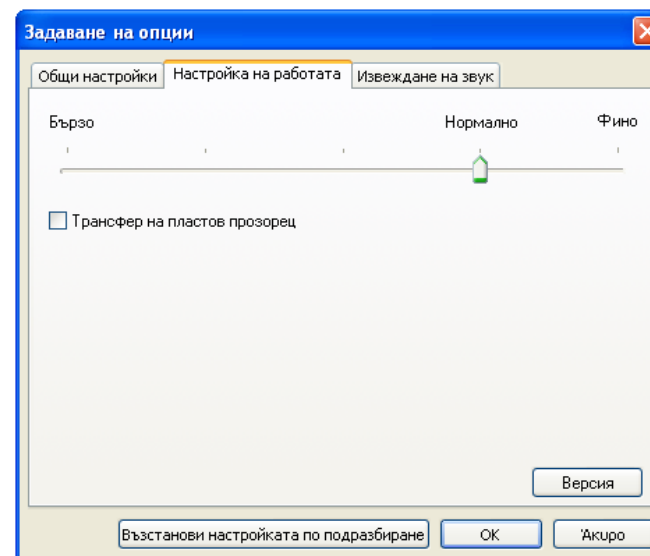 Задаване на опции
Общи настройки Настройка на работата Извеждане на звук
Бързо Нормално Фино
Трансфер на пластов прозорец
Версия
Възстанови настройката по подразбиране OK Άκυρο